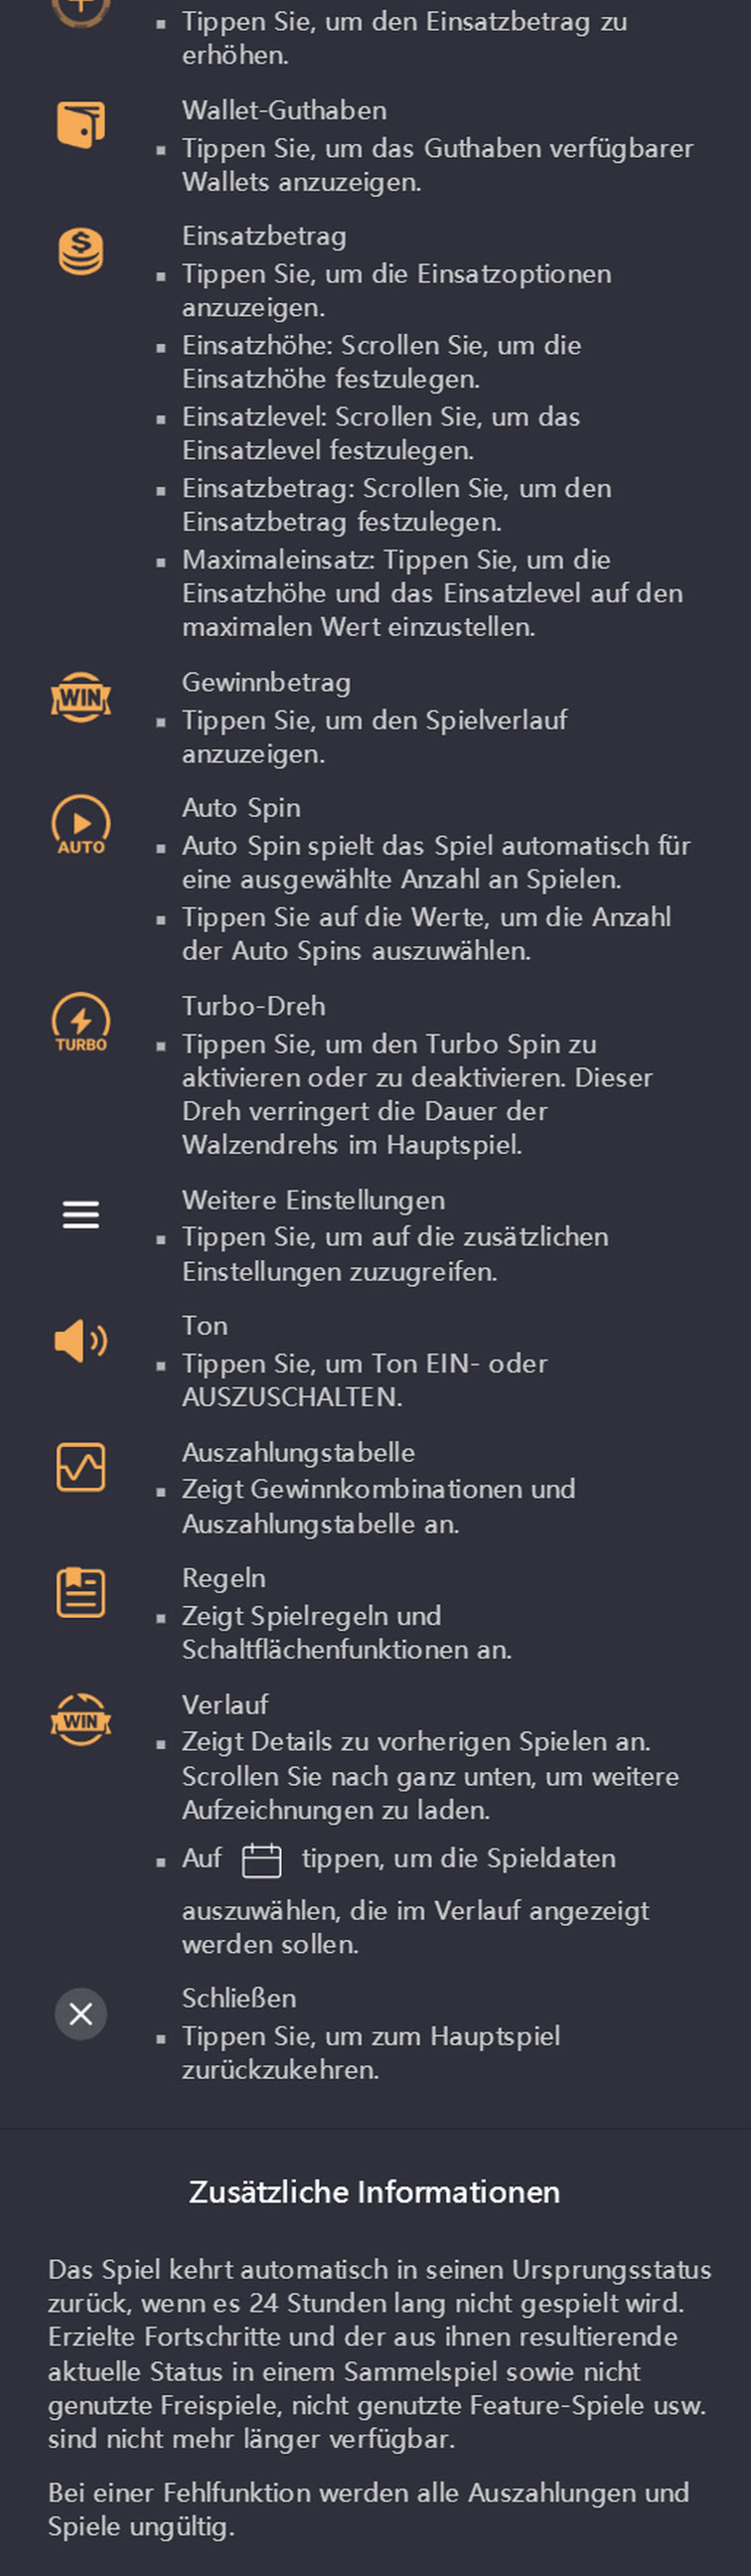 Tippen Sie, um den Einsatzbetrag zu
erhöhen.
Wallet-Guthaben
Tippen Sie, um das Guthaben verfügbarer
Wallets anzuzeigen.
Einsatzbetrag
Tippen Sie, um die Einsatzoptionen
anzuzeigen.
Einsatzhöhe: Scrollen Sie, um die
Einsatzhöhe festzulegen.
Einsatzlevel: Scrollen Sie, um das
Einsatzlevel festzulegen.
Einsatzbetrag: Scrollen Sie, um den
Einsatzbetrag festzulegen.
Maximaleinsatz: Tippen Sie, um die
Einsatzhöhe und das Einsatzlevel auf den
maximalen Wert einzustellen.
WIN
Gewinnbetrag
Tippen Sie, um den Spielverlauf
anzuzeigen.
AUTO
Auto Spin
Auto Spin spielt das Spiel automatisch für
eine ausgewählte Anzahl an Spielen.
Tippen Sie auf die Werte, um die Anzahl
der Auto Spins auszuwählen.
TURBO
Turbo-Dreh
Tippen Sie, um den Turbo Spin zu
aktivieren oder zu deaktivieren. Dieser
Dreh verringert die Dauer der
Walzendrehs im Hauptspiel.
Weitere Einstellungen
Tippen Sie, um auf die zusätzlichen
Einstellungen zuzugreifen.
Ton
Tippen Sie, um Ton EIN- oder
AUSZUSCHALTEN.
Auszahlungstabelle
Zeigt Gewinnkombinationen und
Auszahlungstabelle an.
Regeln
Zeigt Spielregeln und
Schaltflächenfunktionen an.
WIN
Verlauf
Zeigt Details zu vorherigen Spielen an.
Scrollen Sie nach ganz unten, um weitere
Aufzeichnungen zu laden.
Auf tippen, um die Spieldaten
auszuwählen, die im Verlauf angezeigt
werden sollen.
Schließen
Tippen Sie, um zum Hauptspiel
zurückzukehren.
Zusätzliche Informationen
Das Spiel kehrt automatisch in seinen Ursprungsstatus
zurück, wenn es 24 Stunden lang nicht gespielt wird.
Erzielte Fortschritte und der aus ihnen resultierende
aktuelle Status in einem Sammelspiel sowie nicht
genutzte Freispiele, nicht genutzte Feature-Spiele usw.
sind nicht mehr länger verfügbar.
Bei einer Fehlfunktion werden alle Auszahlungen und
Spiele ungültig.